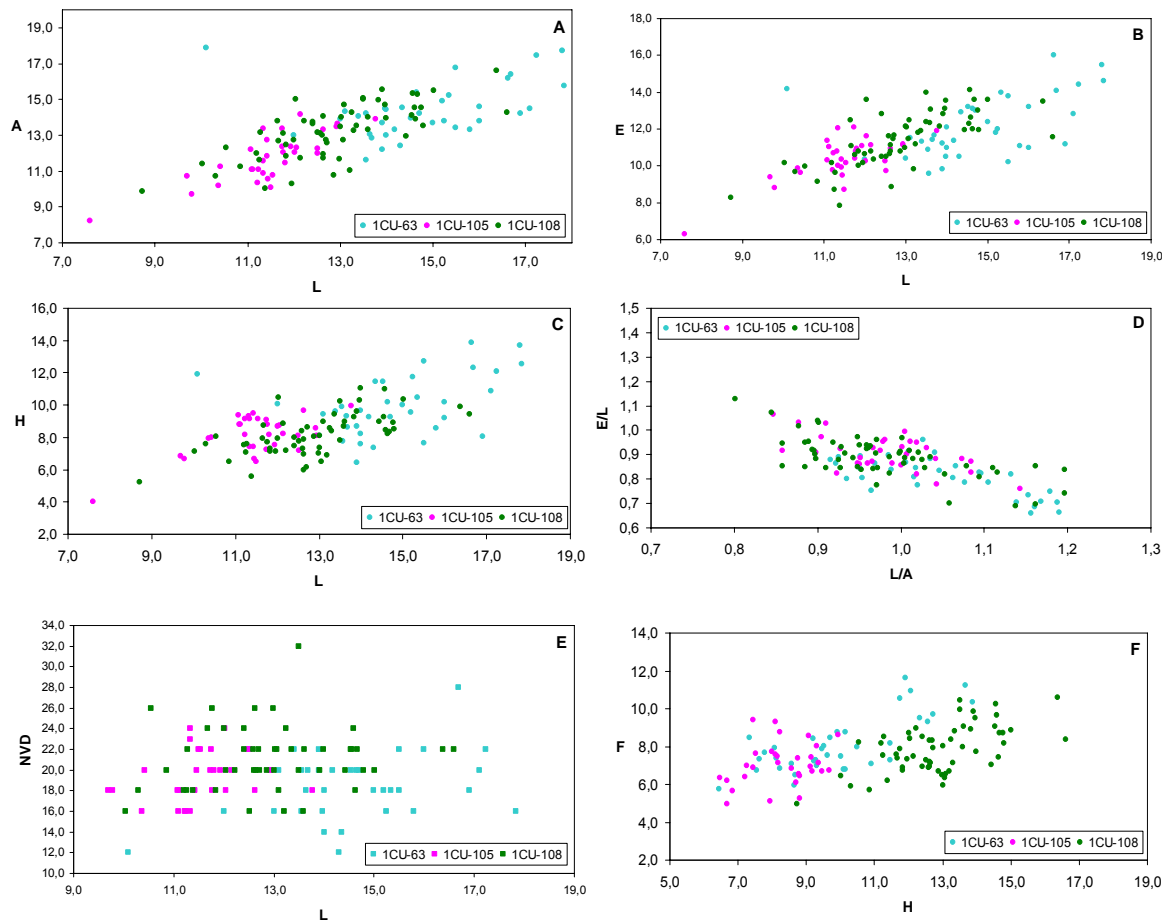 A
19,0
17,0
15,0
A
13,0
11,0
9,0
7,0
1CU-63 1CU-105 1CU-108
7,0 9,0 11,0 13,0 15,0 17,0
L
B
18,0
16,0
14,0
E
12,0
10,0
8,0
6,0
1CU-63 1CU-105 1CU-108
7,0 9,0 11,0 13,0 15,0 17,0 19,0
L
C
16,0
14,0
12,0
10,0
H
8,0
6,0
4,0
2,0
1CU-63 1CU-105 1CU-108
7,0 9,0 11,0 13,0 15,0 17,0 19,0
L
D
1CU-63 1CU-105 1CU-108
1,5
1,4
1,3
1,2
1,1
E/L
1,0
0,9
0,8
0,7
0,6
0,7 0,8 0,9 1,0 1,1 1,2 1,3
L/A
E
34,0
32,0
30,0
28,0
26,0
24,0
NVD
22,0
20,0
18,0
16,0
14,0
12,0
10,0
1CU-63 1CU-105 1CU-108
9,0 11,0 13,0 15,0 17,0 19,0
L
F
14,0
12,0
10,0
F
8,0
6,0
4,0
2,0
1CU-63 1CU-105 1CU-108
5,0 7,0 9,0 11,0 13,0 15,0 17,0 19,0
H